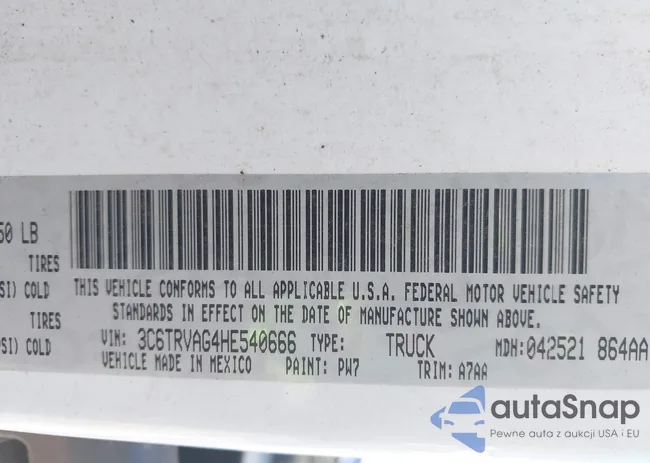 50 LB
TIRES
SI) COLD
THIS VEHICLE CONFORMS TO ALL APPLICABLE U.S.A. FEDERAL MOTOR VEHICLE SAFETY
STANDARDS IN EFFECT ON THE DATE OF MANUFACTURE SHOWN ABOVE.
TIRES
VIN: 3C6TRVAG4HE540666 TYPE: TRUCK MDH:042521 864AA
SI) COLD
VEHICLE MADE IN MEXICO PAINT: PW7 TRIM: A7AA
autaSnap
Pewne auta z aukcji USA i EU